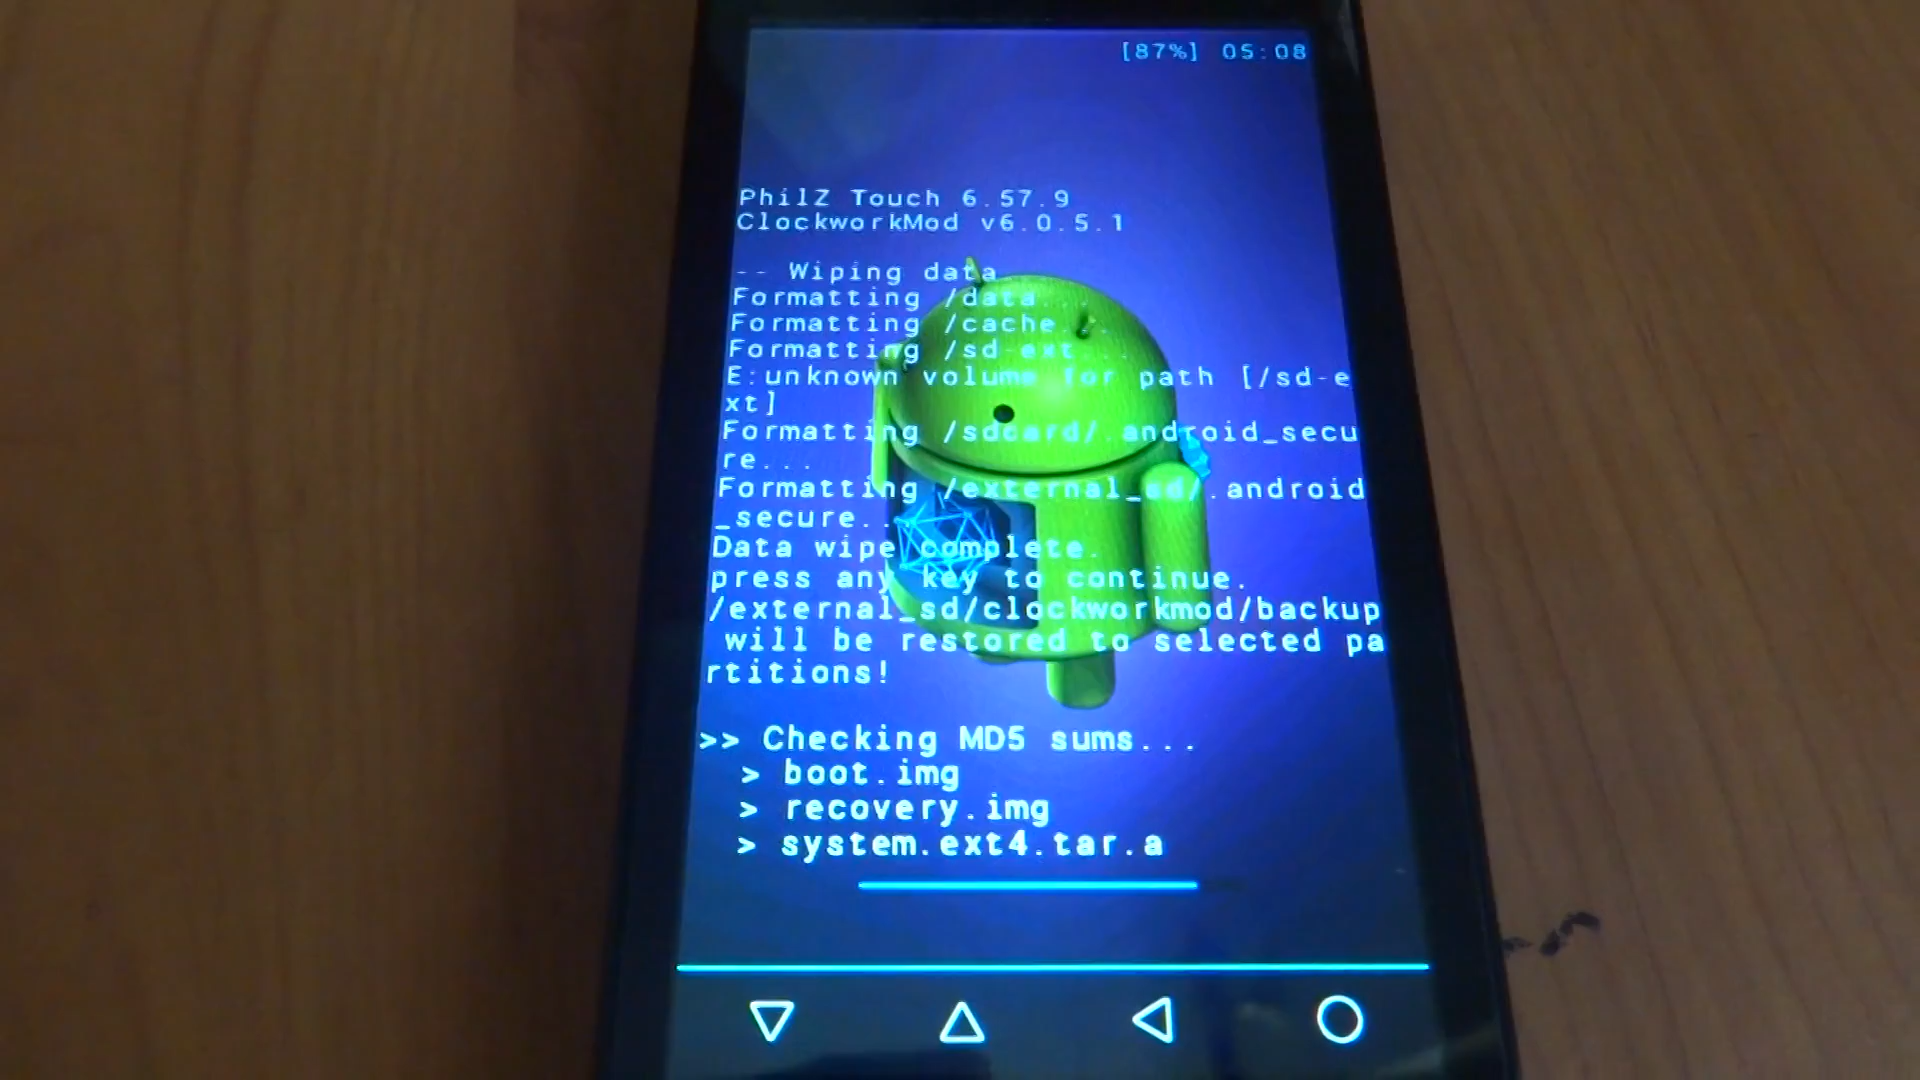 [87%] 05:08
PhilZ Touch 6.57.9
ClockworkMod v6.0.5.1
-- Wiping data
Formatting /data...
Formatting /cache...
Formatting /sd-ext...
E:unknown volume for path [/sd-e
xt]
Formatting /sdcard/.android_secu
re...
Formatting /external_sd/.android
_secure...
Data wipe complete.
press any key to continue.
/external_sd/clockworkmod/backup
will be restored to selected pa
rtitions!
>> Checking MD5 sums...
> boot.img
> recovery.img
> system.ext4.tar.a